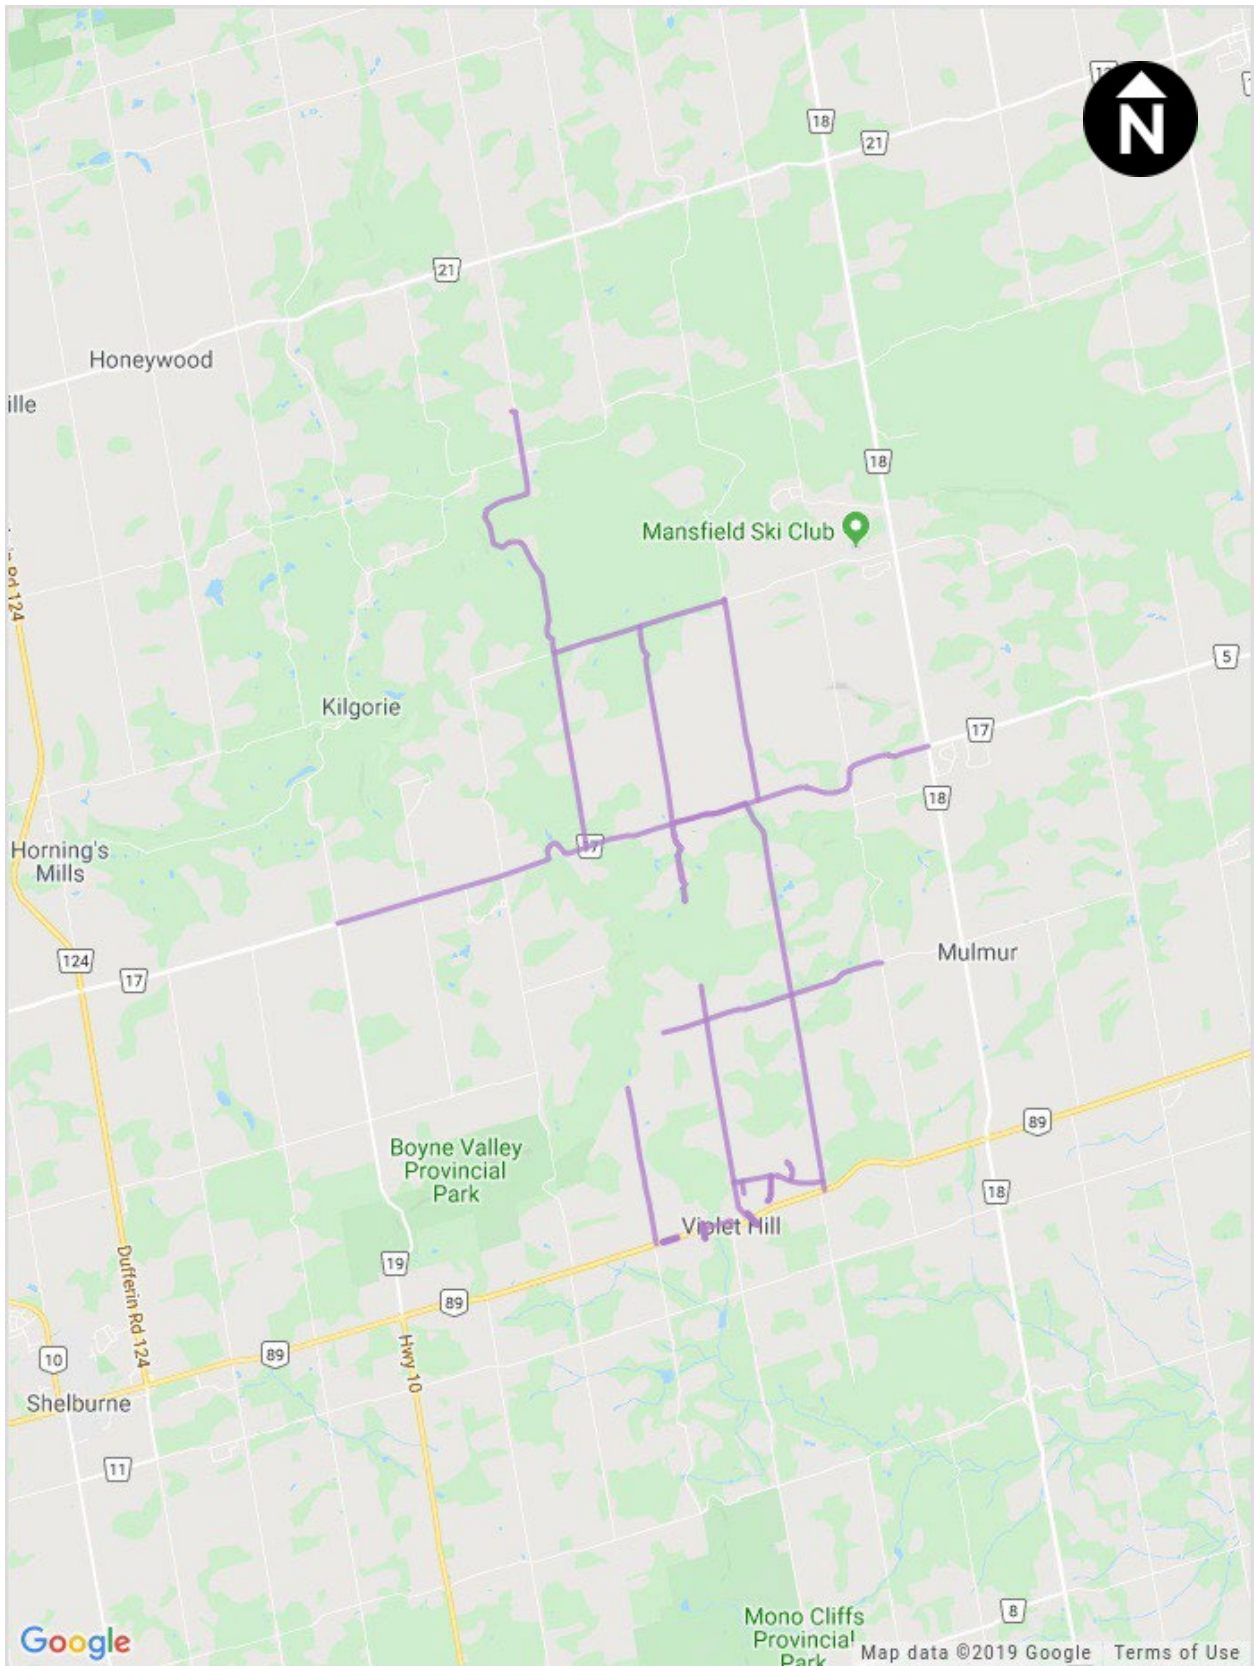 18
21
N
21
Honeywood
ille
18
Mansfield Ski Club
Rd 124
5
Kilgorie
17
18
Horning's
Mills
17
124
17
Mulmur
89
Boyne Valley
Provincial
Park
18
Violet Hill
19
Dufferin Rd 124
89
10
89
Hwy 10
Shelburne
11
8
Mono Cliffs
Provincial
Park
Google
Map data ©2019 Google
Terms of Use